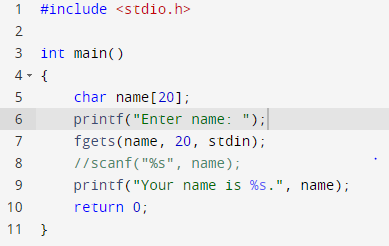 1 #include <stdio.h>
2
3 int main()
4 {
5     char name[20];
6     printf("Enter name: ");
7     fgets(name, 20, stdin);
8     //scanf("%s", name);
9     printf("Your name is %s.", name);
10     return 0;
11 }